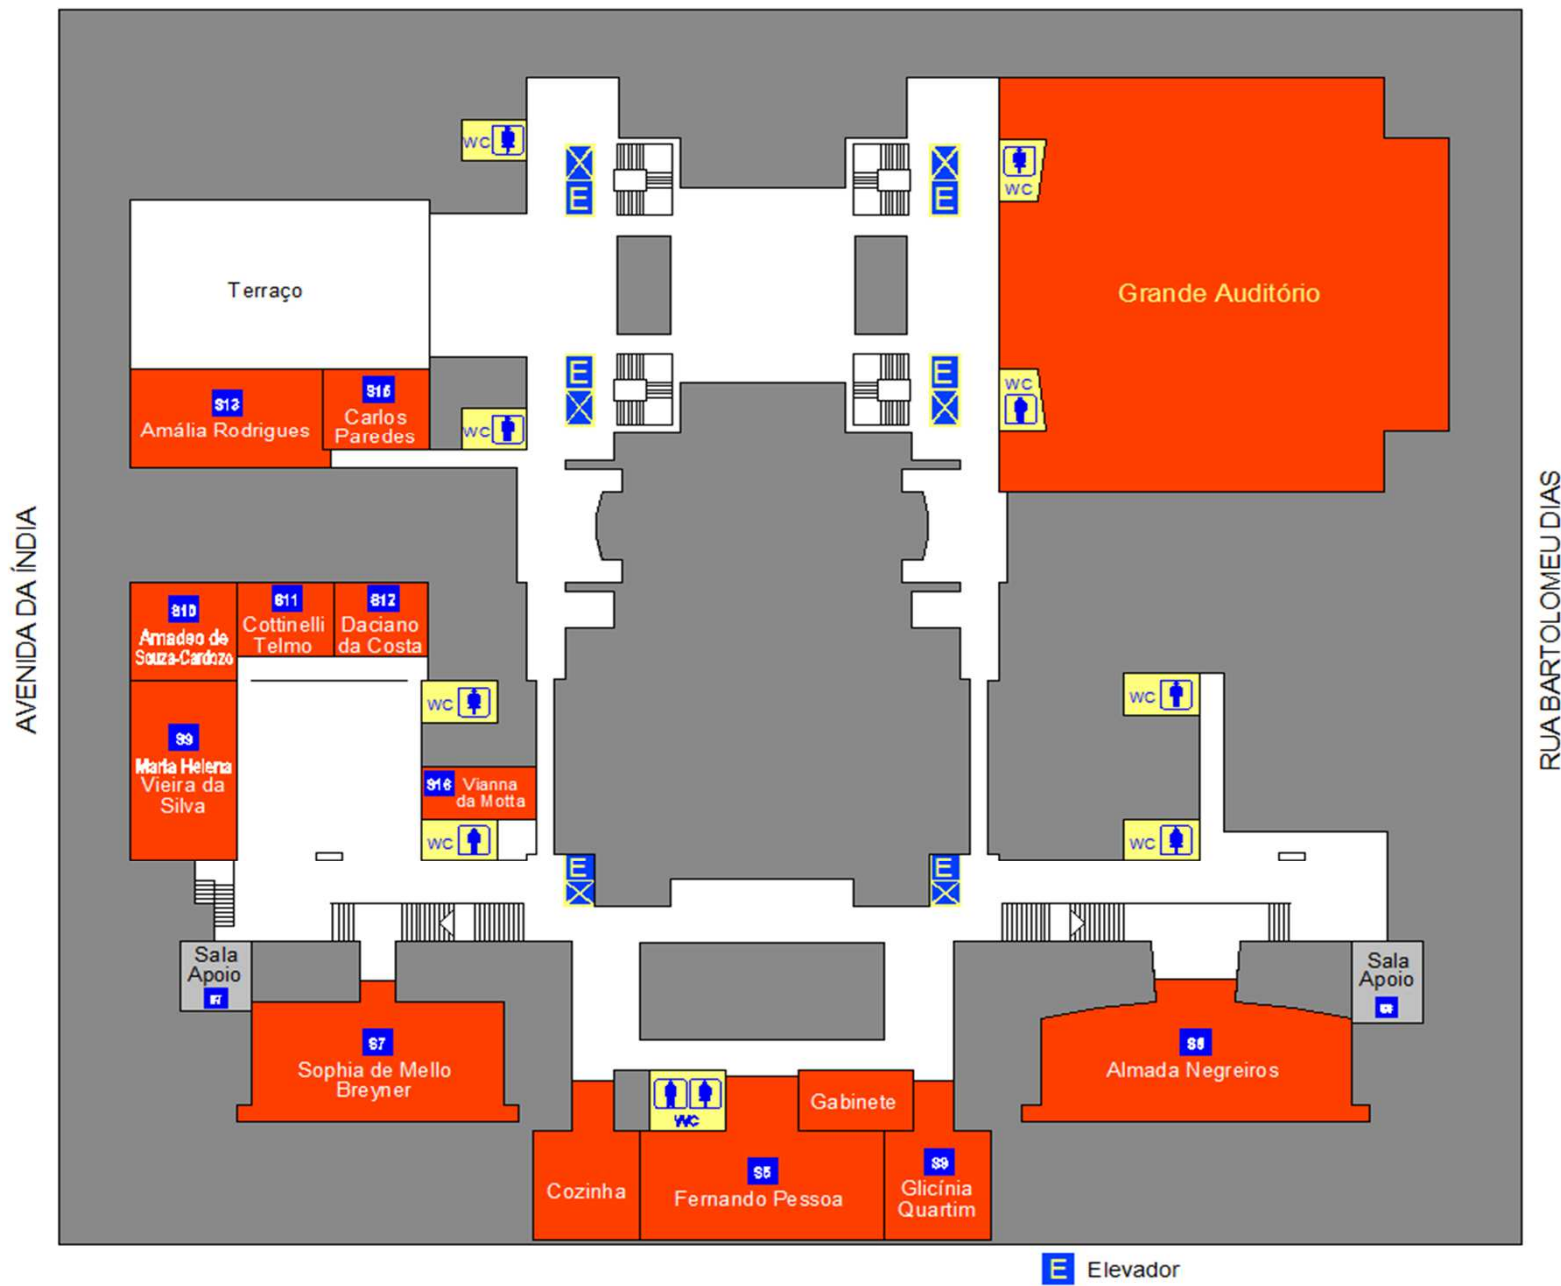 WC
WC
E
E
Terraço
Grande Auditório
E
E
WC
S13
Amália Rodrigues
S15
Carlos
Paredes
WC
AVENIDA DA ÍNDIA
RUA BARTOLOMEU DIAS
S10
Amadeo de
Souza-Cardozo
S11
Cottinelli
Telmo
S12
Daciano
da Costa
WC
WC
S9
Maria Helena
Vieira da
Silva
S16
Vianna
da Motta
WC
WC
E
E
Sala
Apoio
Sala
Apoio
S7
Sophia de Mello
Breyner
Almada Negreiros
WC
Gabinete
Cozinha
S5
Fernando Pessoa
Glicínia
Quartim
E Elevador